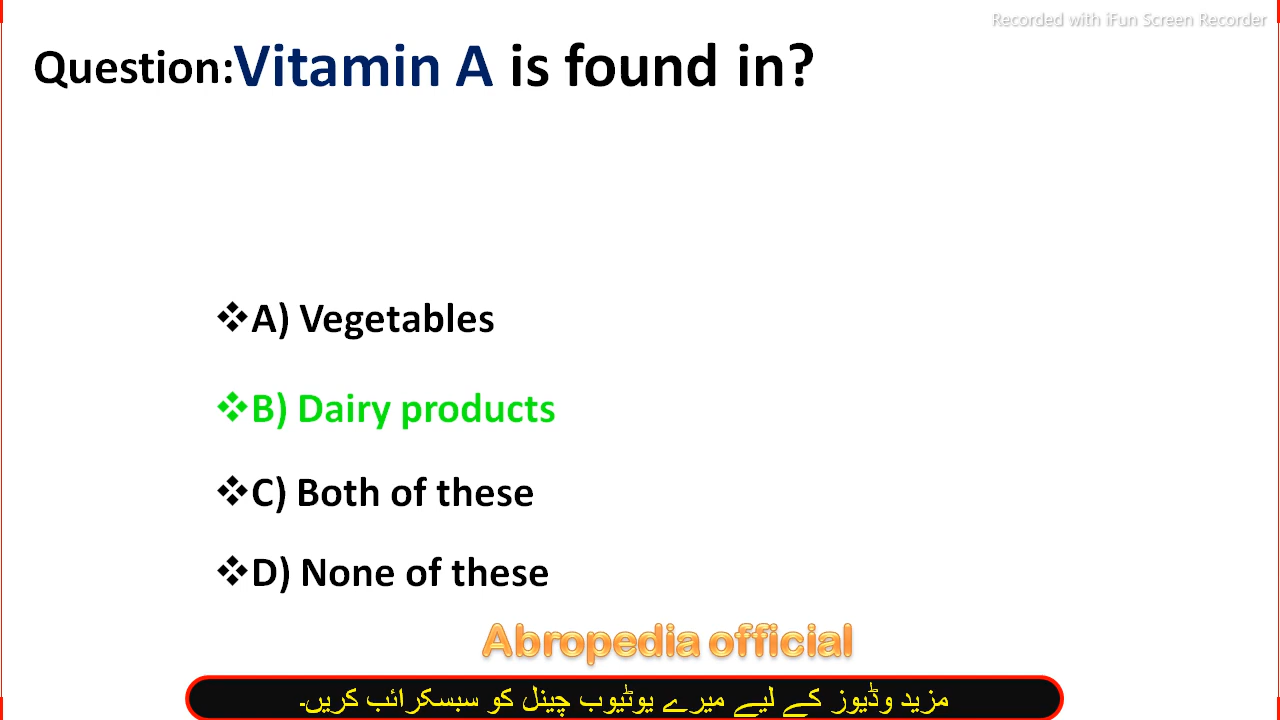 Recorded with iFun Screen Recorder
Question:Vitamin A is found in?
❖A) Vegetables
❖B) Dairy products
❖C) Both of these
❖D) None of these
Abropedia official
مزید وڈیوز کے لیے میرے یوٹیوب چینل کو سبسکرائب کریں۔